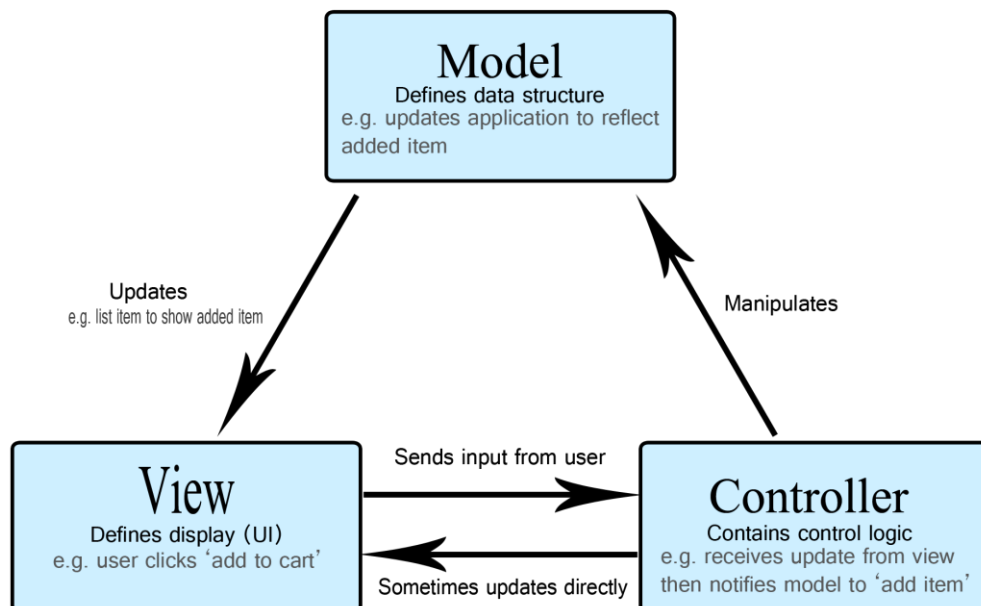 Model
Defines data structure
e.g. updates application to reflect
added item
Updates
e.g. list item to show added item
Manipulates
View
Defines display (UI)
e.g. user clicks ‘add to cart’
Sends input from user
Sometimes updates directly
Controller
Contains control logic
e.g. receives update from view
then notifies model to ‘add item’